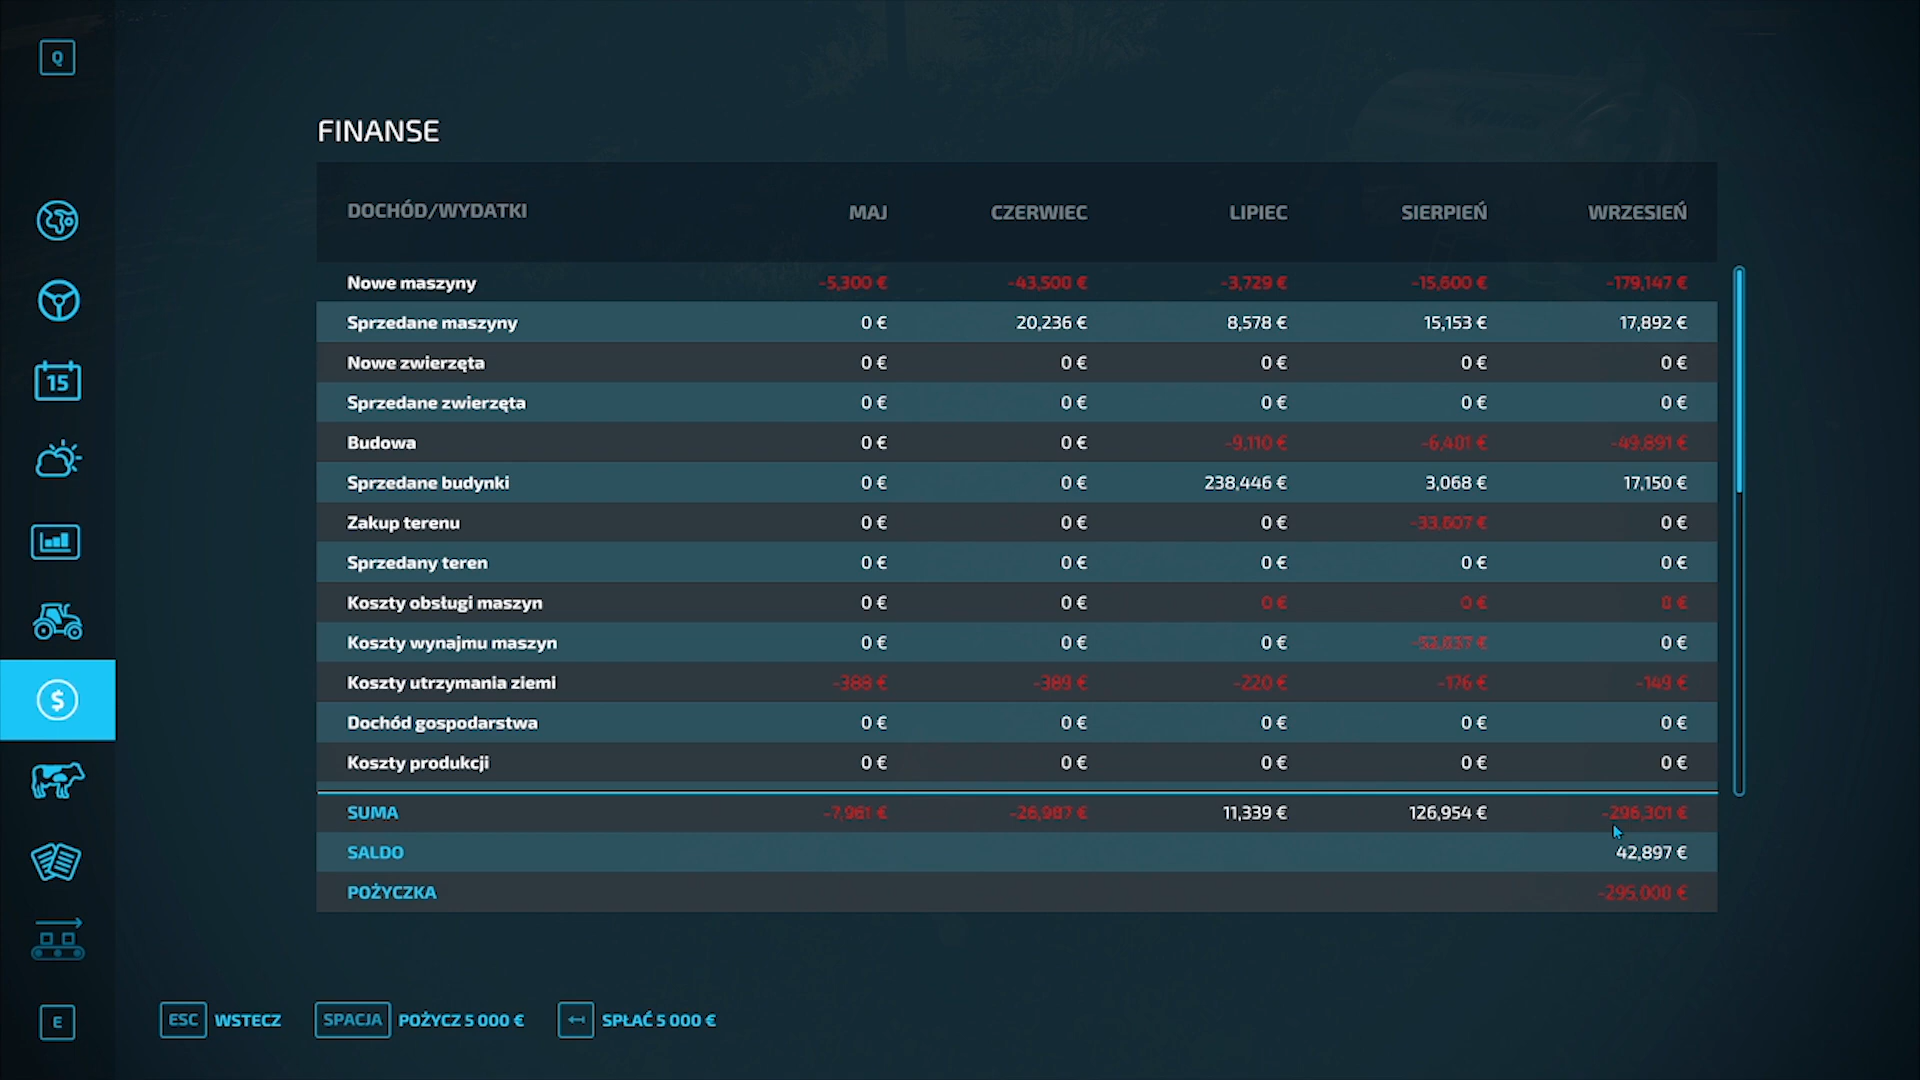 Q
FINANSE
DOCHÓD/WYDATKI MAJ CZERWIEC LIPIEC SIERPIEŃ WRZESIEŃ
Nowe maszyny -5,300 € -43,500 € -3,729 € -15,600 € -179,147 €
Sprzedane maszyny 0 € 20,236 € 8,578 € 15,153 € 17,892 €
Nowe zwierzęta 0 € 0 € 0 € 0 € 0 €
Sprzedane zwierzęta 0 € 0 € 0 € 0 € 0 €
15
Budowa 0 € 0 € -9,110 € -6,401 € -49,891 €
Sprzedane budynki 0 € 0 € 238,446 € 3,068 € 17,150 €
Zakup terenu 0 € 0 € 0 € -33,607 € 0 €
Sprzedany teren 0 € 0 € 0 € 0 € 0 €
Koszty obsługi maszyn 0 € 0 € 0 € 0 €
Koszty wynajmu maszyn 0 € 0 € 0 € 0 €
Koszty utrzymania ziemi -388 € -389 € -220 € -176 € -149 €
Dochód gospodarstwa 0 € 0 € 0 € 0 € 0 €
Koszty produkcji 0 € 0 € 0 € 0 € 0 €
SUMA -7,961 € -26,987 € 11,339 € 126,954 € -296,301 €
SALDO 42,897 €
POŻYCZKA -295,000 €
ESC WSTECZ SPACJA POŻYCZ 5 000 € SPŁAĆ 5 000 €
E